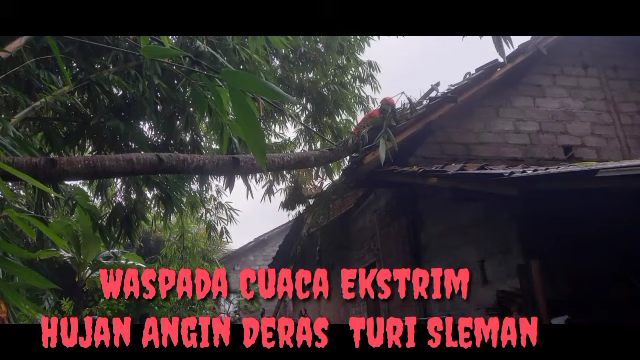 WASPADA CUACA EKSTRIM
HUJAN ANGIN DERAS TURI SLEMAN